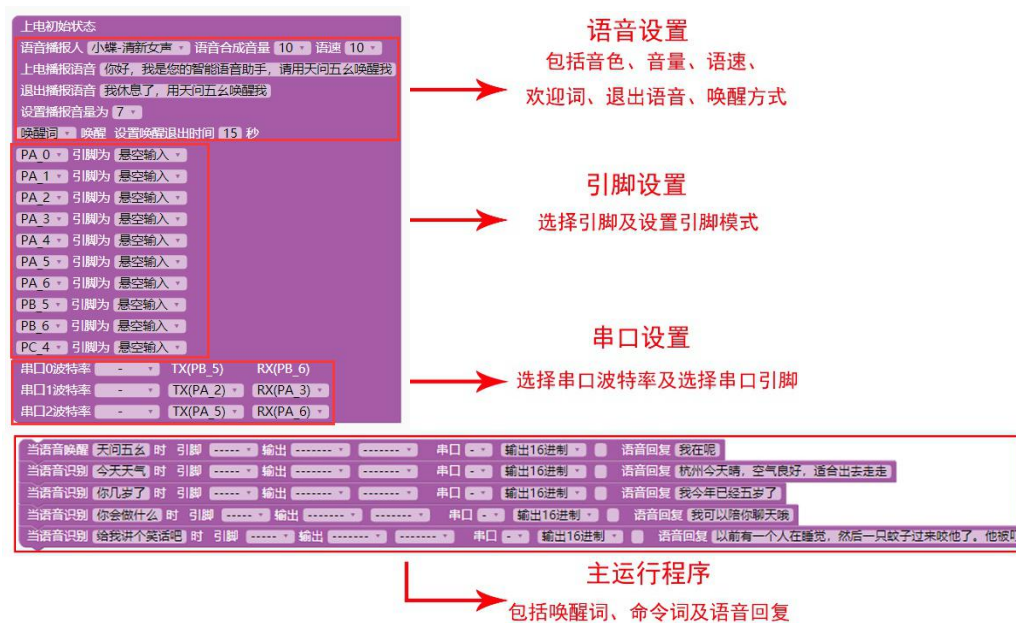 上电初始状态
语音播报人 小蝶-清新女声 语音合成音量 10 语速 10
上电播报语音 你好，我是您的智能语音助手，请用天问五幺唤醒我
退出播报语音 我休息了，用天问五幺唤醒我
设置播报音量为 7
唤醒词 唤醒 设置唤醒退出时间 15 秒
PA_0 引脚为 悬空输入
PA_1 引脚为 悬空输入
PA_2 引脚为 悬空输入
PA_3 引脚为 悬空输入
PA_4 引脚为 悬空输入
PA_5 引脚为 悬空输入
PA_6 引脚为 悬空输入
PB_5 引脚为 悬空输入
PB_6 引脚为 悬空输入
PC_4 引脚为 悬空输入
串口0波特率 - TX(PB_5) RX(PB_6)
串口1波特率 - TX(PA_2) RX(PA_3)
串口2波特率 - TX(PA_5) RX(PA_6)
语音设置
包括音色、音量、语速、
欢迎词、退出语音、唤醒方式
引脚设置
选择引脚及设置引脚模式
串口设置
选择串口波特率及选择串口引脚
当语音唤醒 天问五幺 时 引脚 ----- 输出 ------- ------- 串口 - 输出16进制 语音回复 我在呢
当语音识别 今天天气 时 引脚 ----- 输出 ------- ------- 串口 - 输出16进制 语音回复 杭州今天晴，空气良好，适合出去走走
当语音识别 你几岁了 时 引脚 ----- 输出 ------- ------- 串口 - 输出16进制 语音回复 我今年已经五岁了
当语音识别 你会做什么 时 引脚 ----- 输出 ------- ------- 串口 - 输出16进制 语音回复 我可以陪你聊天哦
当语音识别 给我讲个笑话吧 时 引脚 ----- 输出 ------- ------- 串口 - 输出16进制 语音回复 以前有一个人在睡觉，然后一只蚊子过来咬他了。他被
主运行程序
包括唤醒词、命令词及语音回复